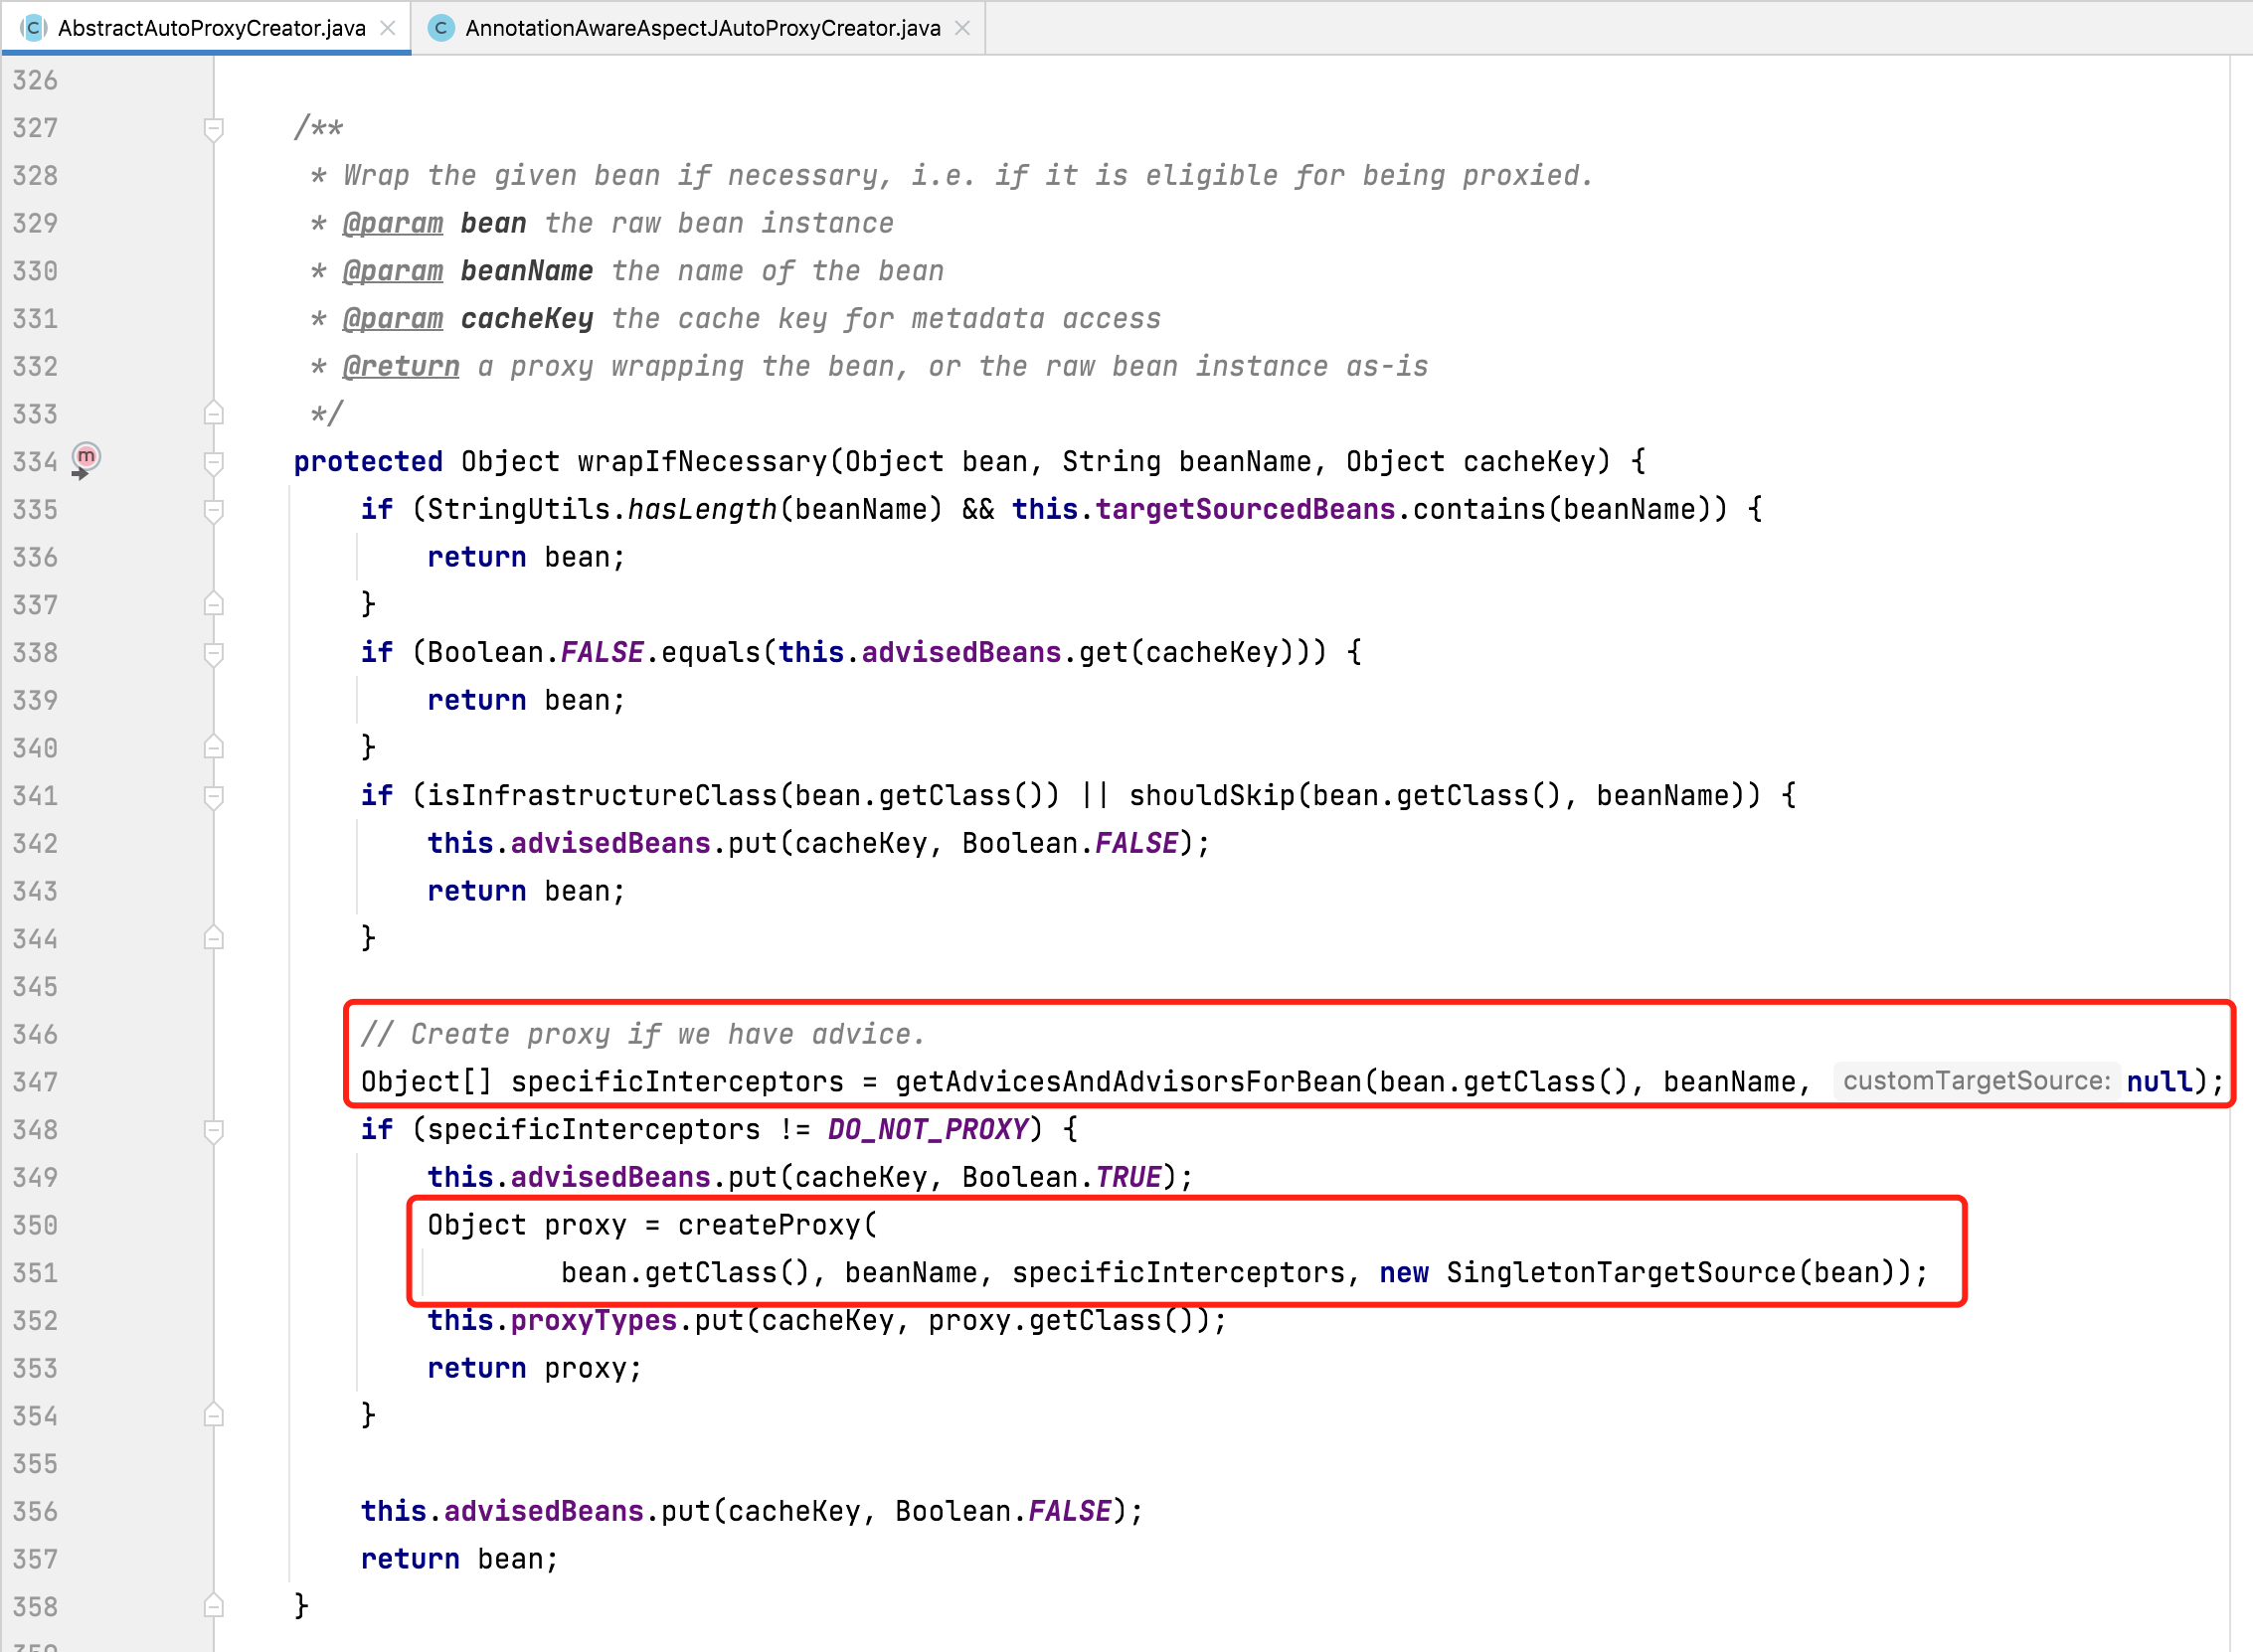 AbstractAutoProxyCreator.java AnnotationAwareAspectJAutoProxyCreator.java
326
327 /**
328 * Wrap the given bean if necessary, i.e. if it is eligible for being proxied.
329 * @param bean the raw bean instance
330 * @param beanName the name of the bean
331 * @param cacheKey the cache key for metadata access
332 * @return a proxy wrapping the bean, or the raw bean instance as-is
333 */
334 protected Object wrapIfNecessary(Object bean, String beanName, Object cacheKey) {
335 if (StringUtils.hasLength(beanName) && this.targetSourcedBeans.contains(beanName)) {
336 return bean;
337 }
338 if (Boolean.FALSE.equals(this.advisedBeans.get(cacheKey))) {
339 return bean;
340 }
341 if (isInfrastructureClass(bean.getClass()) || shouldSkip(bean.getClass(), beanName)) {
342 this.advisedBeans.put(cacheKey, Boolean.FALSE);
343 return bean;
344 }
345
346 // Create proxy if we have advice.
347 Object[] specificInterceptors = getAdvicesAndAdvisorsForBean(bean.getClass(), beanName, customTargetSource: null);
348 if (specificInterceptors != DO_NOT_PROXY) {
349 this.advisedBeans.put(cacheKey, Boolean.TRUE);
350 Object proxy = createProxy(
351 bean.getClass(), beanName, specificInterceptors, new SingletonTargetSource(bean));
352 this.proxyTypes.put(cacheKey, proxy.getClass());
353 return proxy;
354 }
355
356 this.advisedBeans.put(cacheKey, Boolean.FALSE);
357 return bean;
358 }